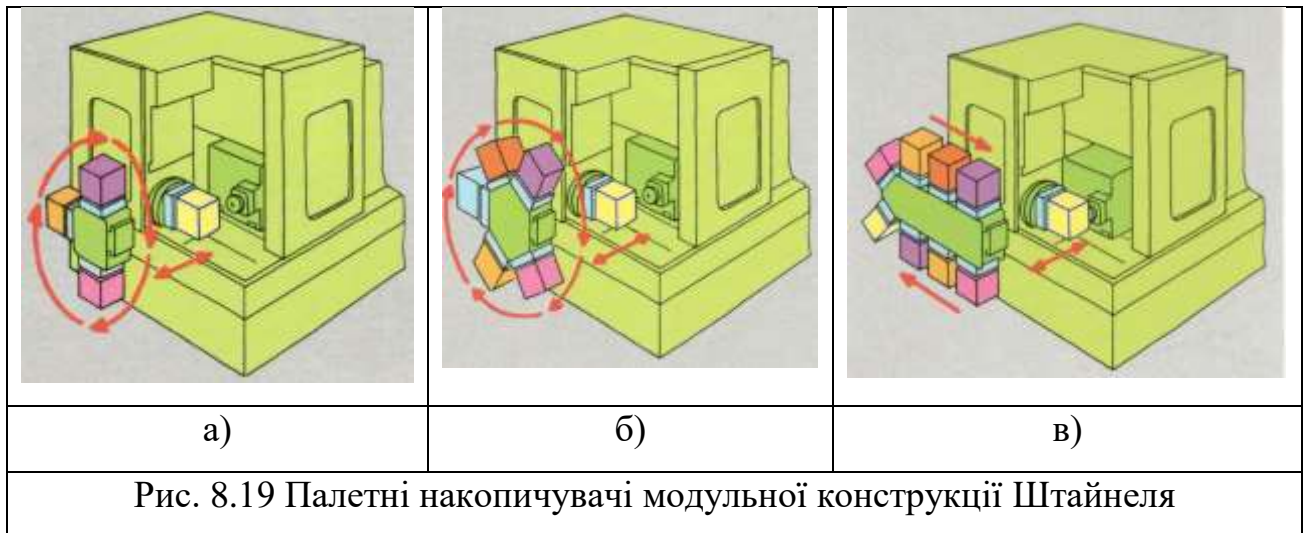 а)
б)
в)
Рис. 8.19 Палетні накопичувачі модульної конструкції Штайнеля